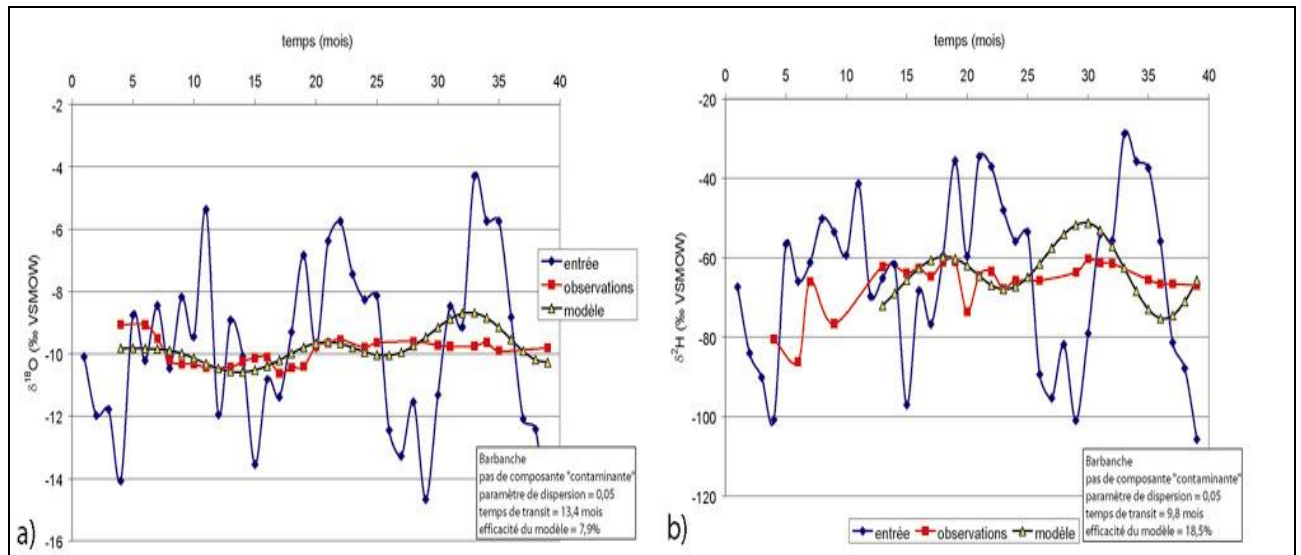 temps (mois)
0 5 10 15 20 25 30 35 40
-2
-4
-6
-8
-10
-12
-14
-16
δ¹⁸O (‰ VSMOW)
entrée
observations
modèle
Barbanche
pas de composante "contaminante"
paramètre de dispersion = 0,05
temps de transit = 13,4 mois
efficacité du modèle = 7,9%
a)
temps (mois)
0 5 10 15 20 25 30 35 40
-20
-40
-60
-80
-100
-120
δ²H (‰ VSMOW)
Barbanche
pas de composante "contaminante"
paramètre de dispersion = 0,05
temps de transit = 9,8 mois
efficacité du modèle = 18,5%
entrée observations modèle
b)